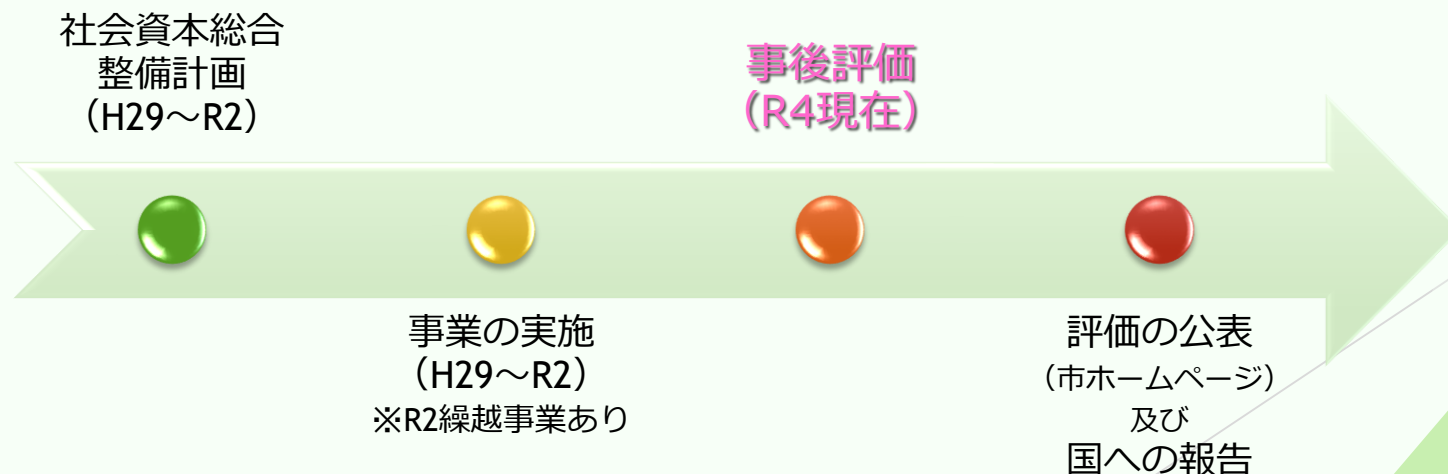 社会資本総合
整備計画
（H29～R2）
事業の実施
（H29～R2）
※R2繰越事業あり
事後評価
（R4現在）
評価の公表
（市ホームページ）
及び
国への報告